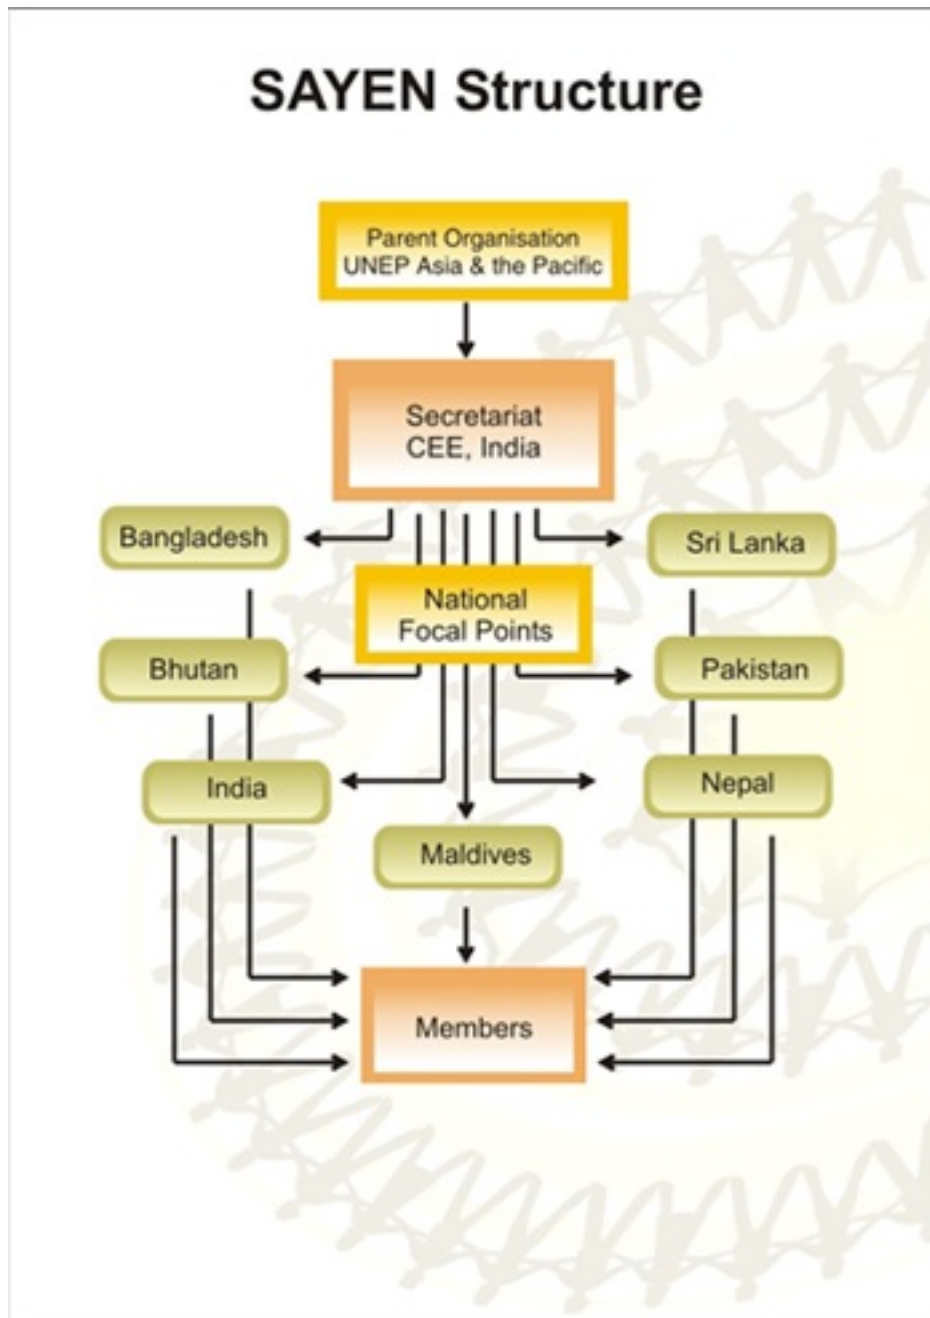 SAYEN Structure
Parent Organisation
UNEP Asia & the Pacific
Secretariat
CEE, India
Bangladesh
Sri Lanka
National
Focal Points
Bhutan
Pakistan
India
Nepal
Maldives
Members